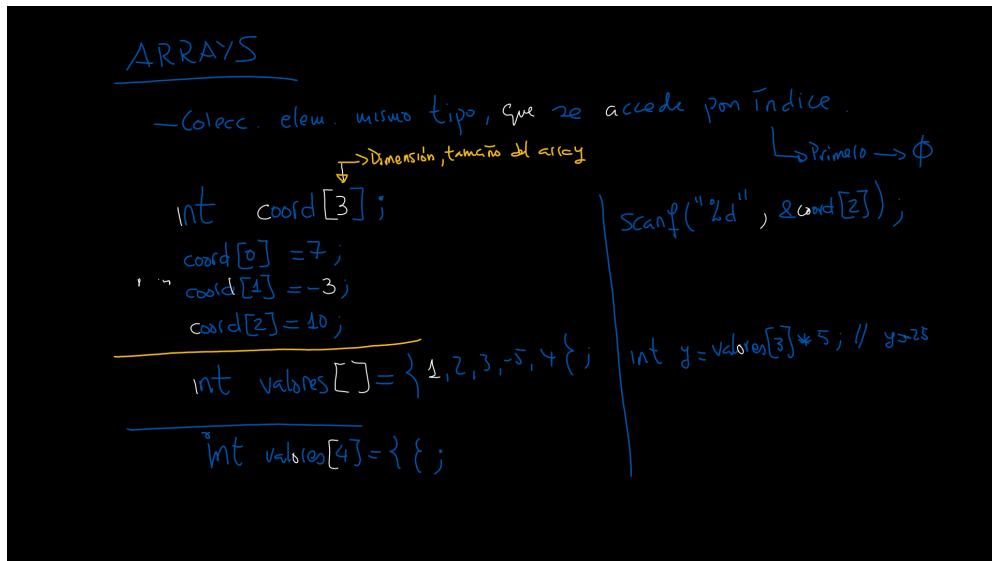 ARRAYS
— Colecc. elem. mismo tipo, que se accede por índice.
Primero → Ø
Dimensión, tamaño del array
int coord[3];
coord[0] = 7;
coord[1] = -3;
coord[2] = 10;
int valores[] = {1, 2, 3, -5, 4};
int valores[4] = {};
scanf("%d", &coord[2]);
int y = valores[3] * 5; // y=-25